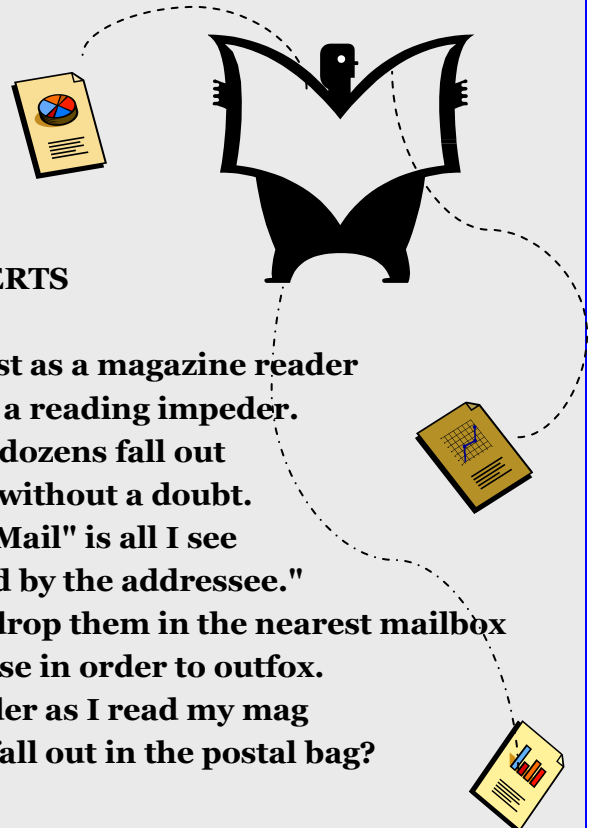 ERTS
st as a magazine reader
a reading impeder.
dozens fall out
without a doubt.
Mail" is all I see
d by the addressee."
drop them in the nearest mailbox
se in order to outfox.
der as I read my mag
fall out in the postal bag?